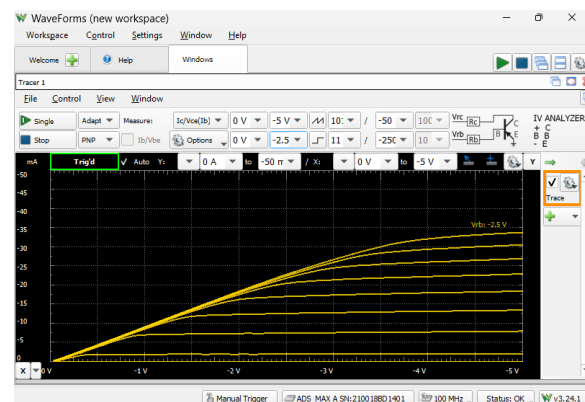 WaveForms (new workspace)
Workspace Control Settings Window Help
Welcome Help Windows
Tracer 1
File Control View Window
Single Adapt Measure: Ic/Vce(Ib) 0 V -5 V / -50 Vrc Rc C IV ANALYZER
+ C
Stop PNP Ib/Vbe Options 0 V -2.5 11 / -250 10 Vrb Rb B E B B
- E
mA Trig'd Auto Y: 0 A to / X: 0 V to -5 V Y
-50
-45
Trace
-40
-35
Vrb: -2.5 V
-30
-25
-20
-15
-10
-5
0
X 0 V -1 V -2 V -3 V -4 V -5 V
Manual Trigger ADS MAX A SN:210018BD1401 100 MHz Status: OK v3.24.1